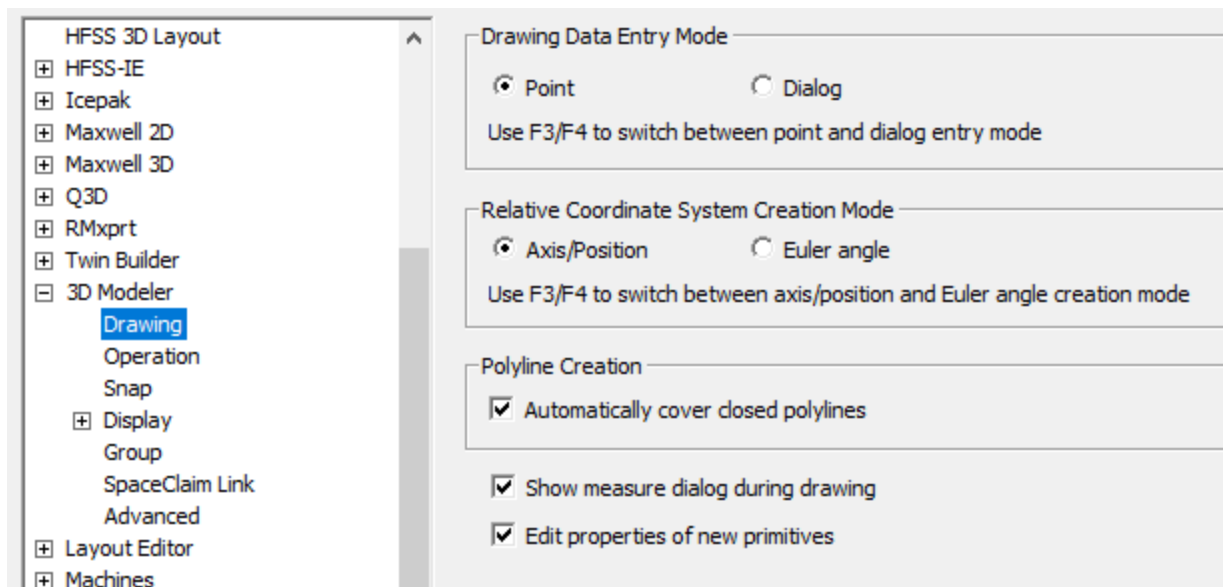 HFSS 3D Layout
HFSS-IE
Icepak
Maxwell 2D
Maxwell 3D
Q3D
RMxprt
Twin Builder
3D Modeler
Drawing
Operation
Snap
Display
Group
SpaceClaim Link
Advanced
Layout Editor
Machines
Drawing Data Entry Mode
Point
Dialog
Use F3/F4 to switch between point and dialog entry mode
Relative Coordinate System Creation Mode
Axis/Position
Euler angle
Use F3/F4 to switch between axis/position and Euler angle creation mode
Polyline Creation
Automatically cover closed polylines
Show measure dialog during drawing
Edit properties of new primitives